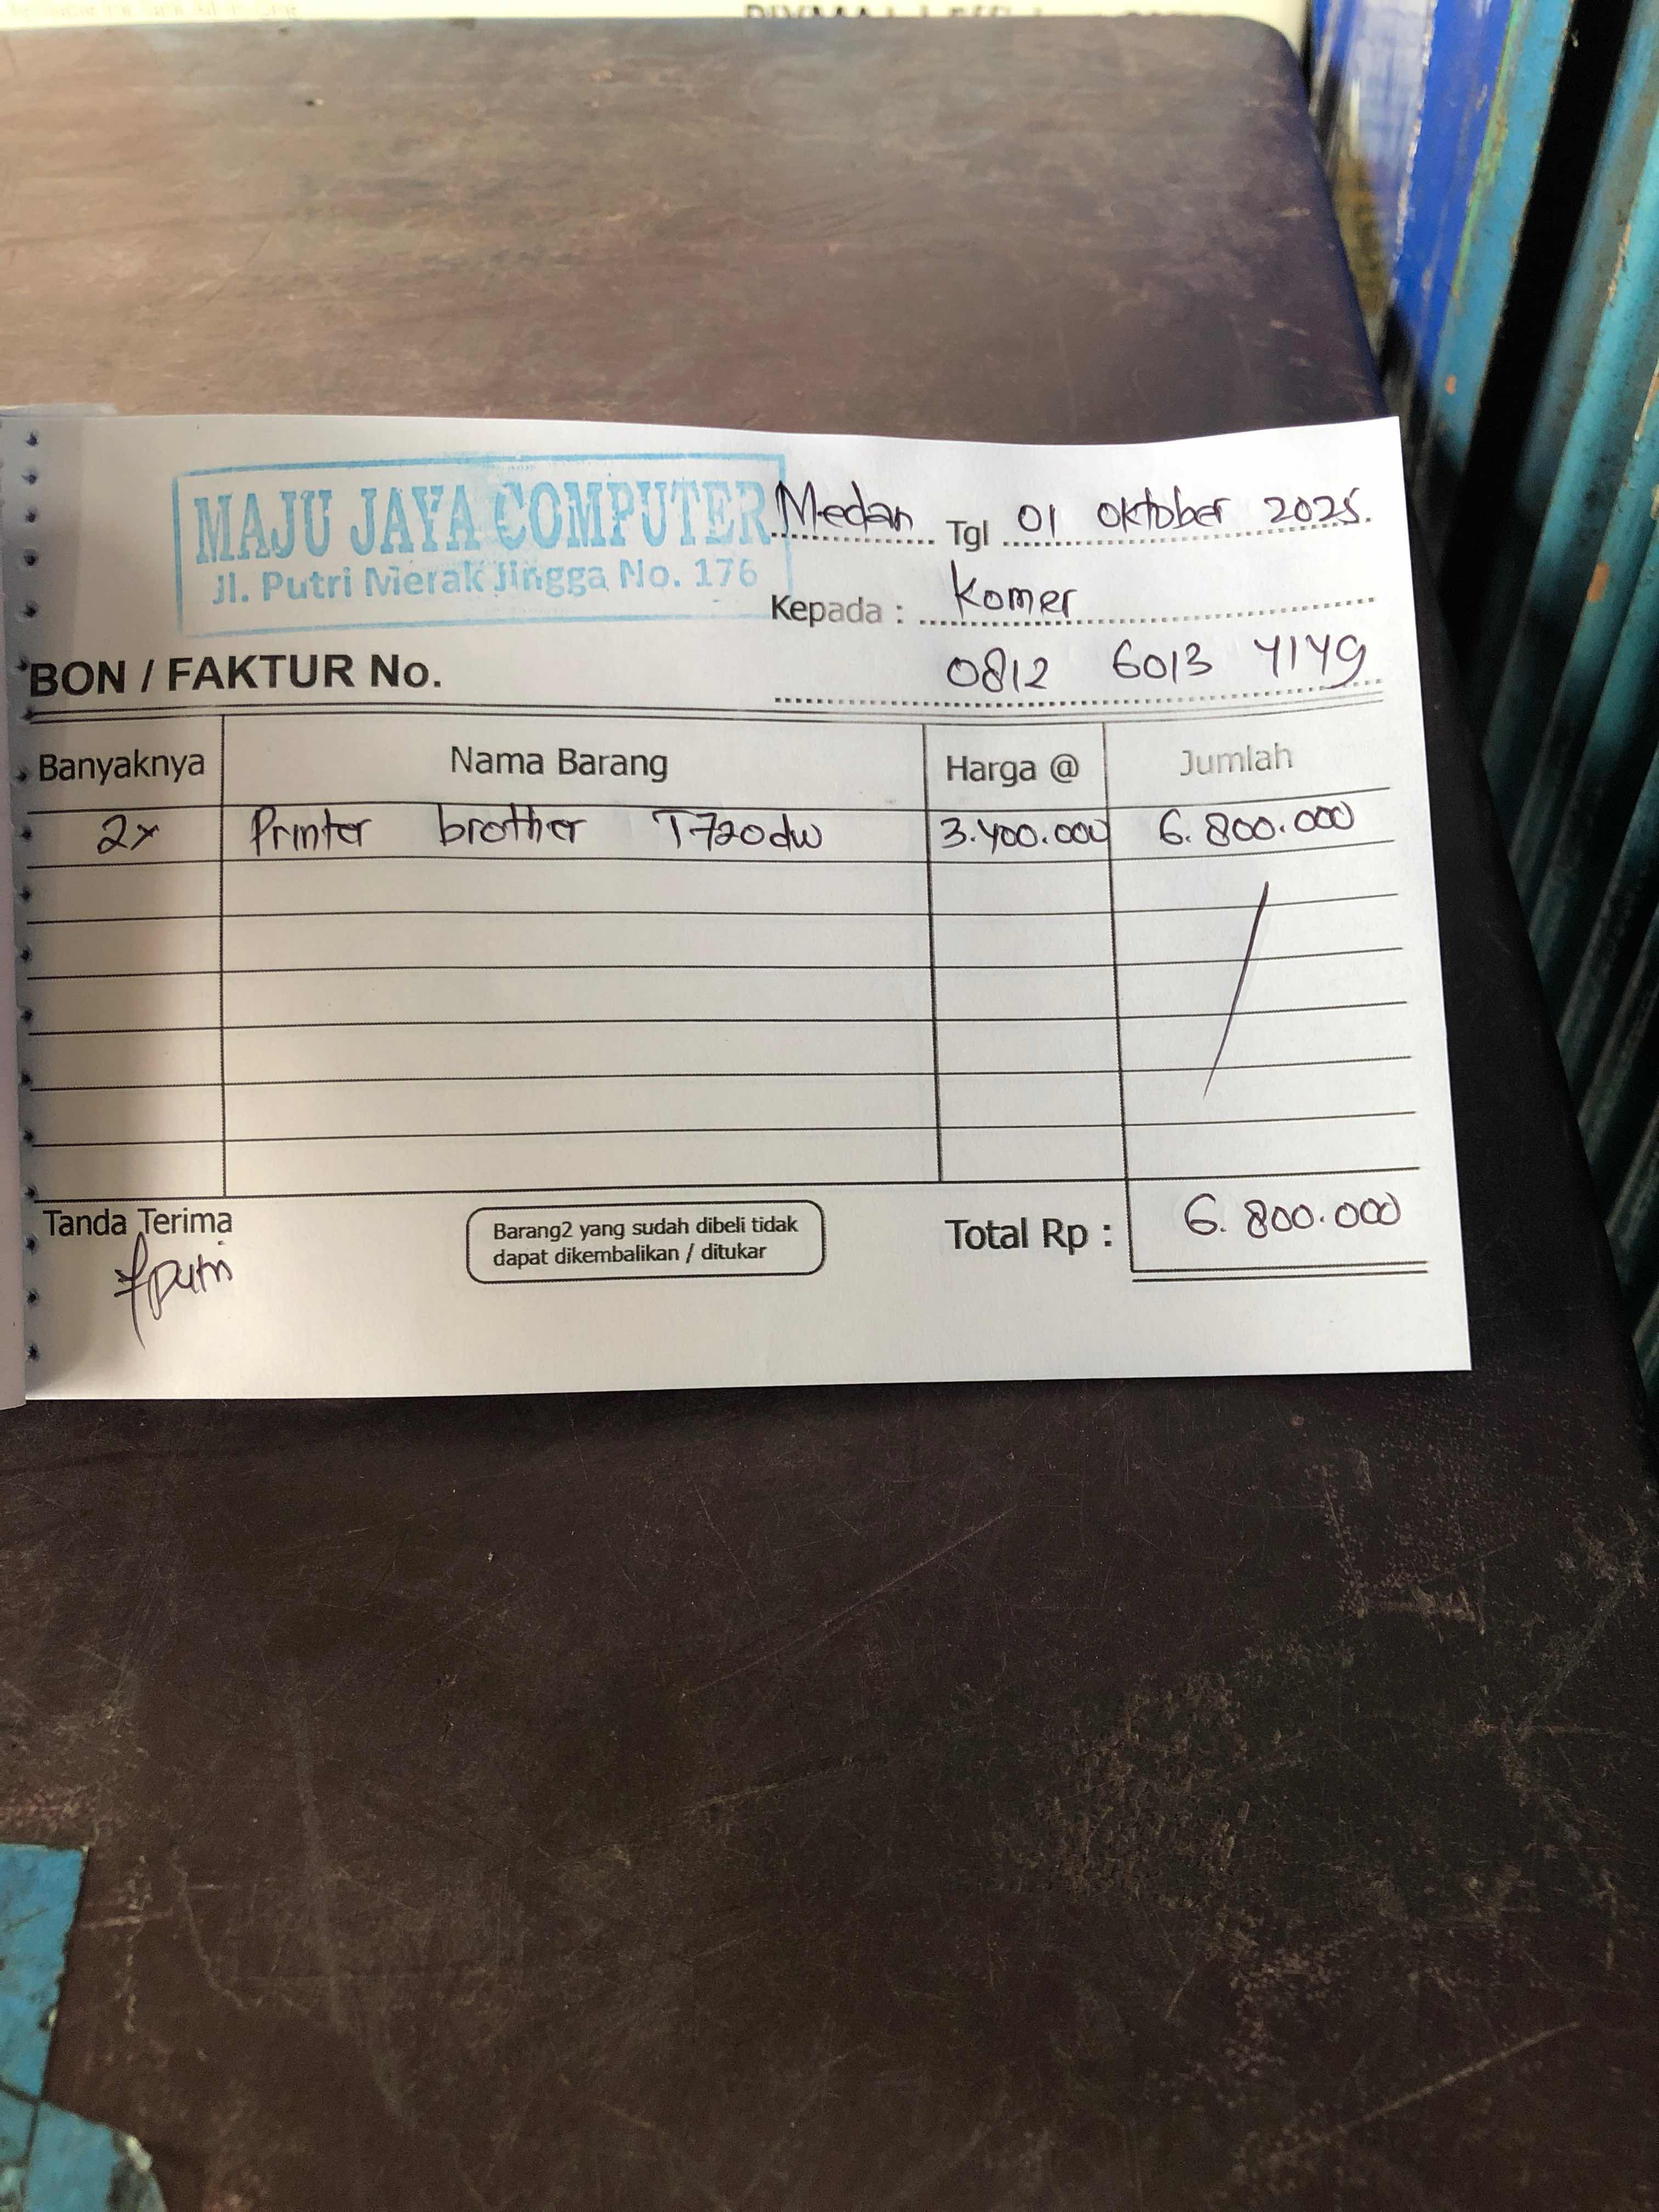 MAJU JAYA COMPUTER
Jl. Putri Merak Jingga No. 176
Medan Tgl 01 Oktober 2025.
Kepada : Komer
0812 6013 4149
BON / FAKTUR No.
Banyaknya Nama Barang Harga @ Jumlah
2x Printer brother T720dw 3.400.000 6.800.000
Tanda Terima
Putri
Barang2 yang sudah dibeli tidak
dapat dikembalikan / ditukar
Total Rp : 6.800.000